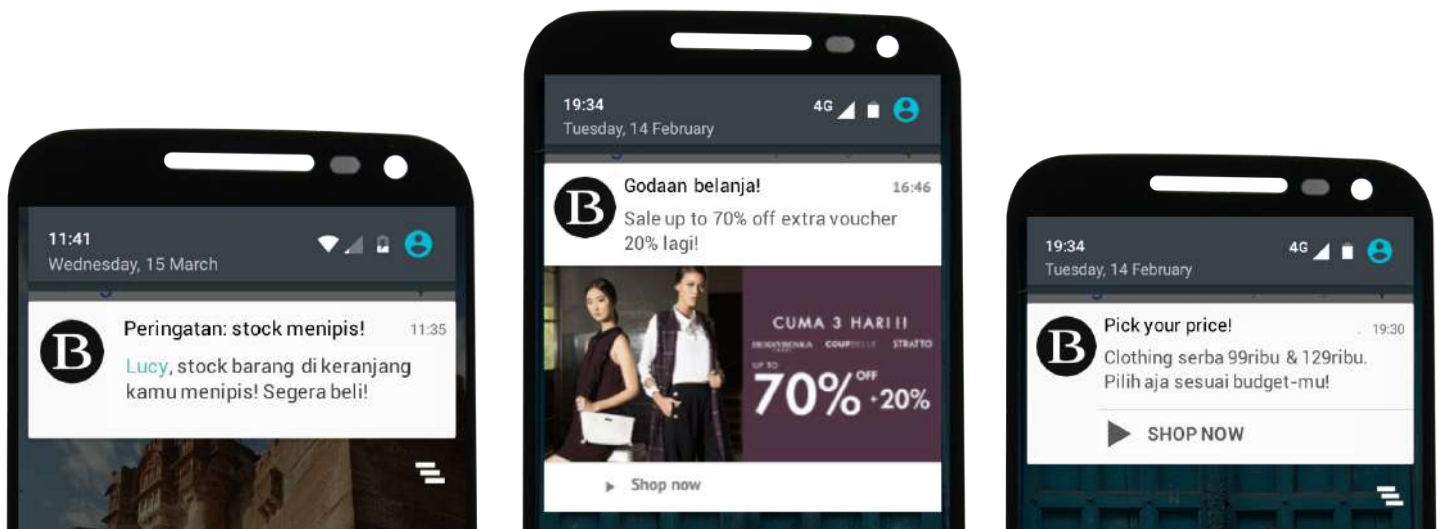 11:41
Wednesday, 15 March
B
Peringatan: stock menipis!
11:35
Lucy, stock barang di keranjang
kamu menipis! Segera beli!
19:34
4G
Tuesday, 14 February
B
Godaan belanja!
16:46
Sale up to 70% off extra voucher
20% lagi!
CUMA 3 HARI!!
STRATTO
UP TO
70% OFF +20%
Shop now
19:34
4G
Tuesday, 14 February
B
Pick your price!
19:30
Clothing serba 99ribu & 129ribu.
Pilih aja sesuai budget-mu!
SHOP NOW